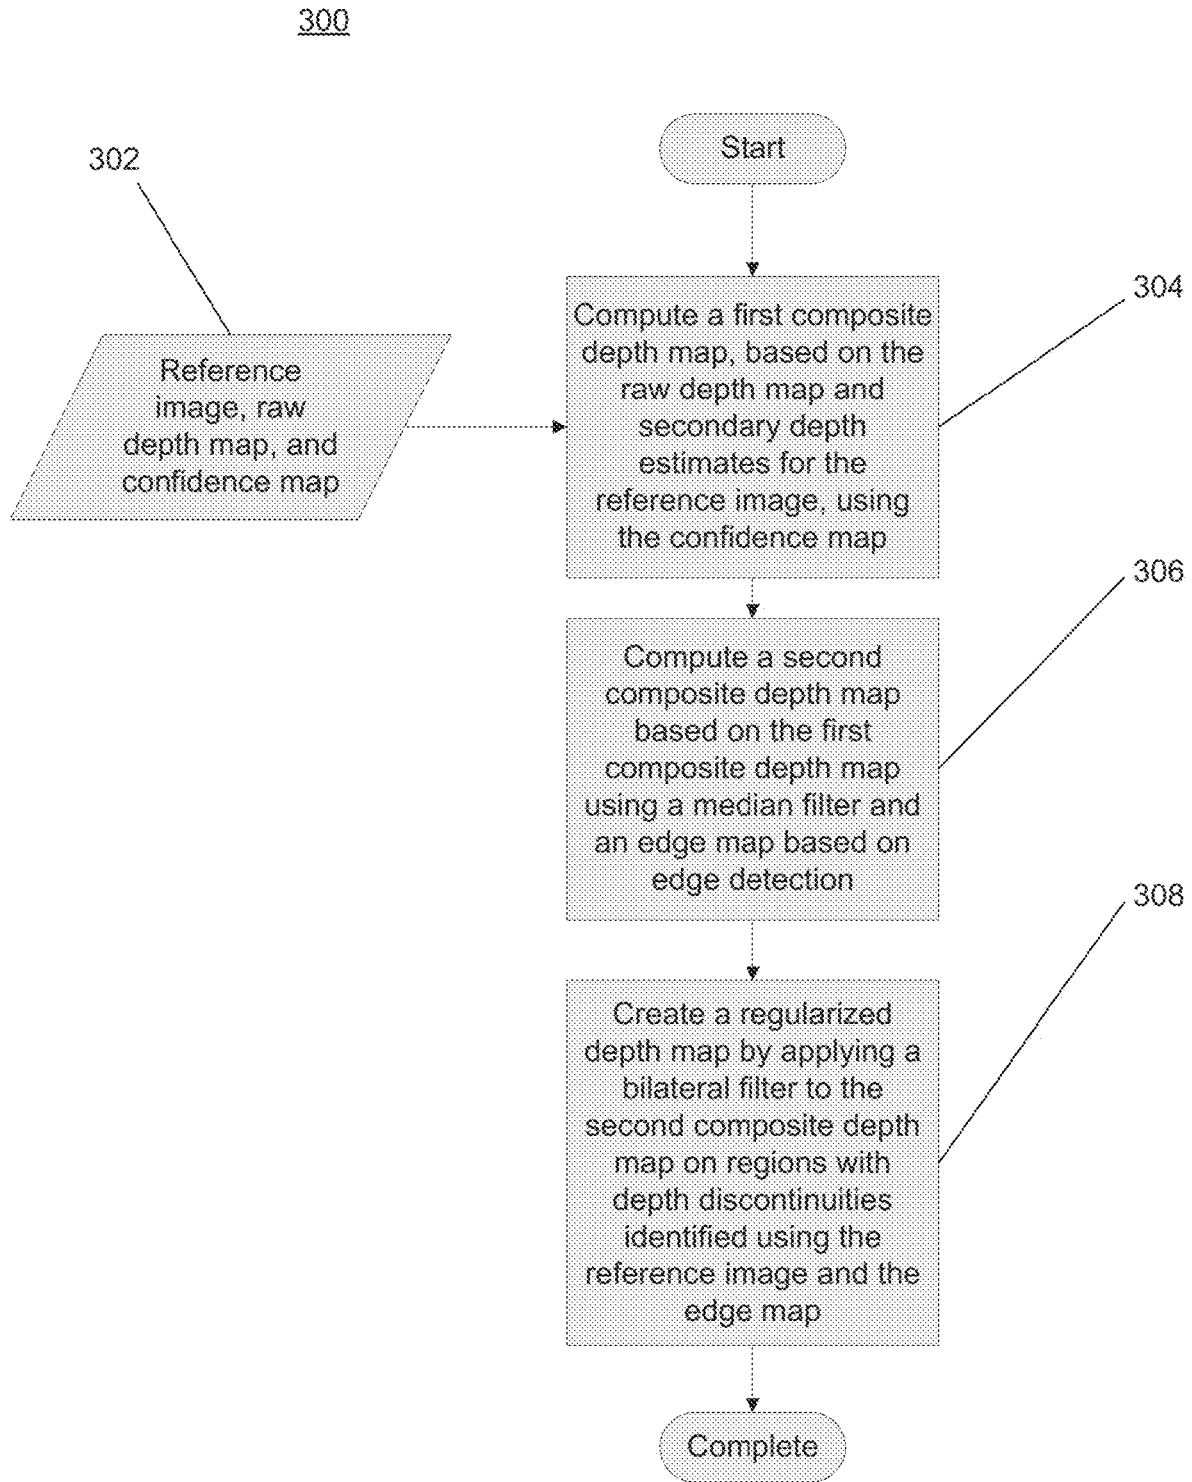 300
Start
302
Reference
image, raw
depth map, and
confidence map
304
Compute a first composite
depth map, based on the
raw depth map and
secondary depth
estimates for the
reference image, using
the confidence map
306
Compute a second
composite depth map
based on the first
composite depth map
using a median filter and
an edge map based on
edge detection
308
Create a regularized
depth map by applying a
bilateral filter to the
second composite depth
map on regions with
depth discontinuities
identified using the
reference image and the
edge map
Complete